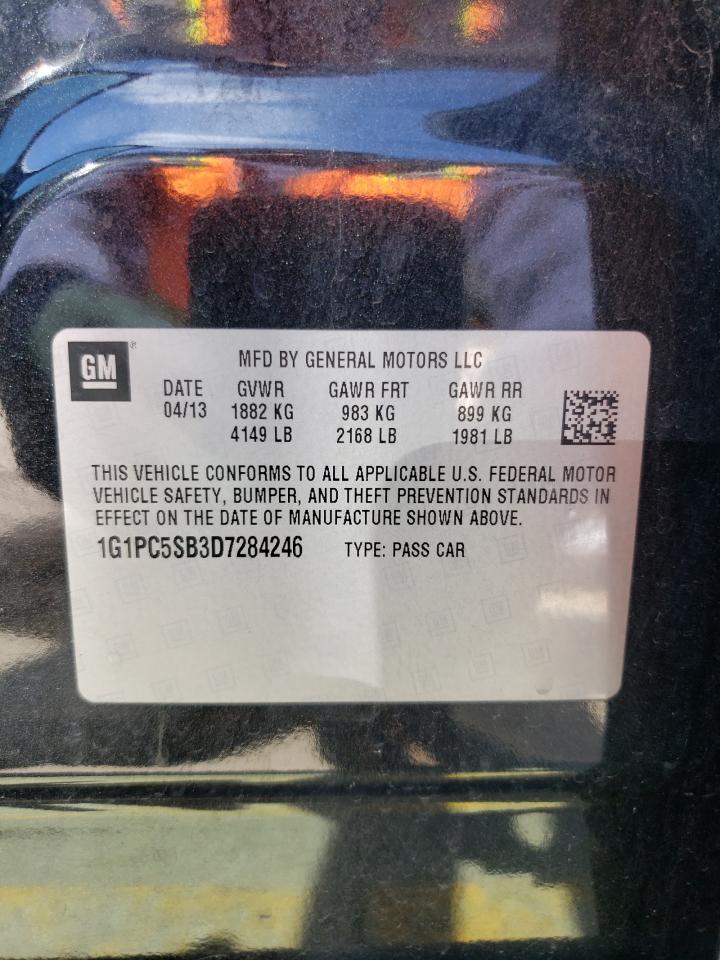 GM ®
MFD BY GENERAL MOTORS LLC
DATE GVWR GAWR FRT GAWR RR
04/13 1882 KG 983 KG 899 KG
4149 LB 2168 LB 1981 LB
THIS VEHICLE CONFORMS TO ALL APPLICABLE U.S. FEDERAL MOTOR
VEHICLE SAFETY, BUMPER, AND THEFT PREVENTION STANDARDS IN
EFFECT ON THE DATE OF MANUFACTURE SHOWN ABOVE.
1G1PC5SB3D7284246 TYPE: PASS CAR